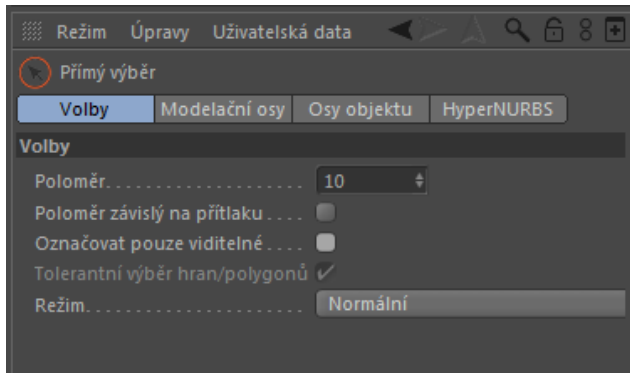 Režim Úpravy Uživatelská data
Přímý výběr
Volby Modelační osy Osy objektu HyperNURBS
Volby
Poloměr. . . . . . . . . . . . . . . . . . . . . 10
Poloměr závislý na přítlaku . . . .
Označovat pouze viditelné . . . .
Tolerantní výběr hran/polygonů
Režim. . . . . . . . . . . . . . . . . . . . . . . Normální